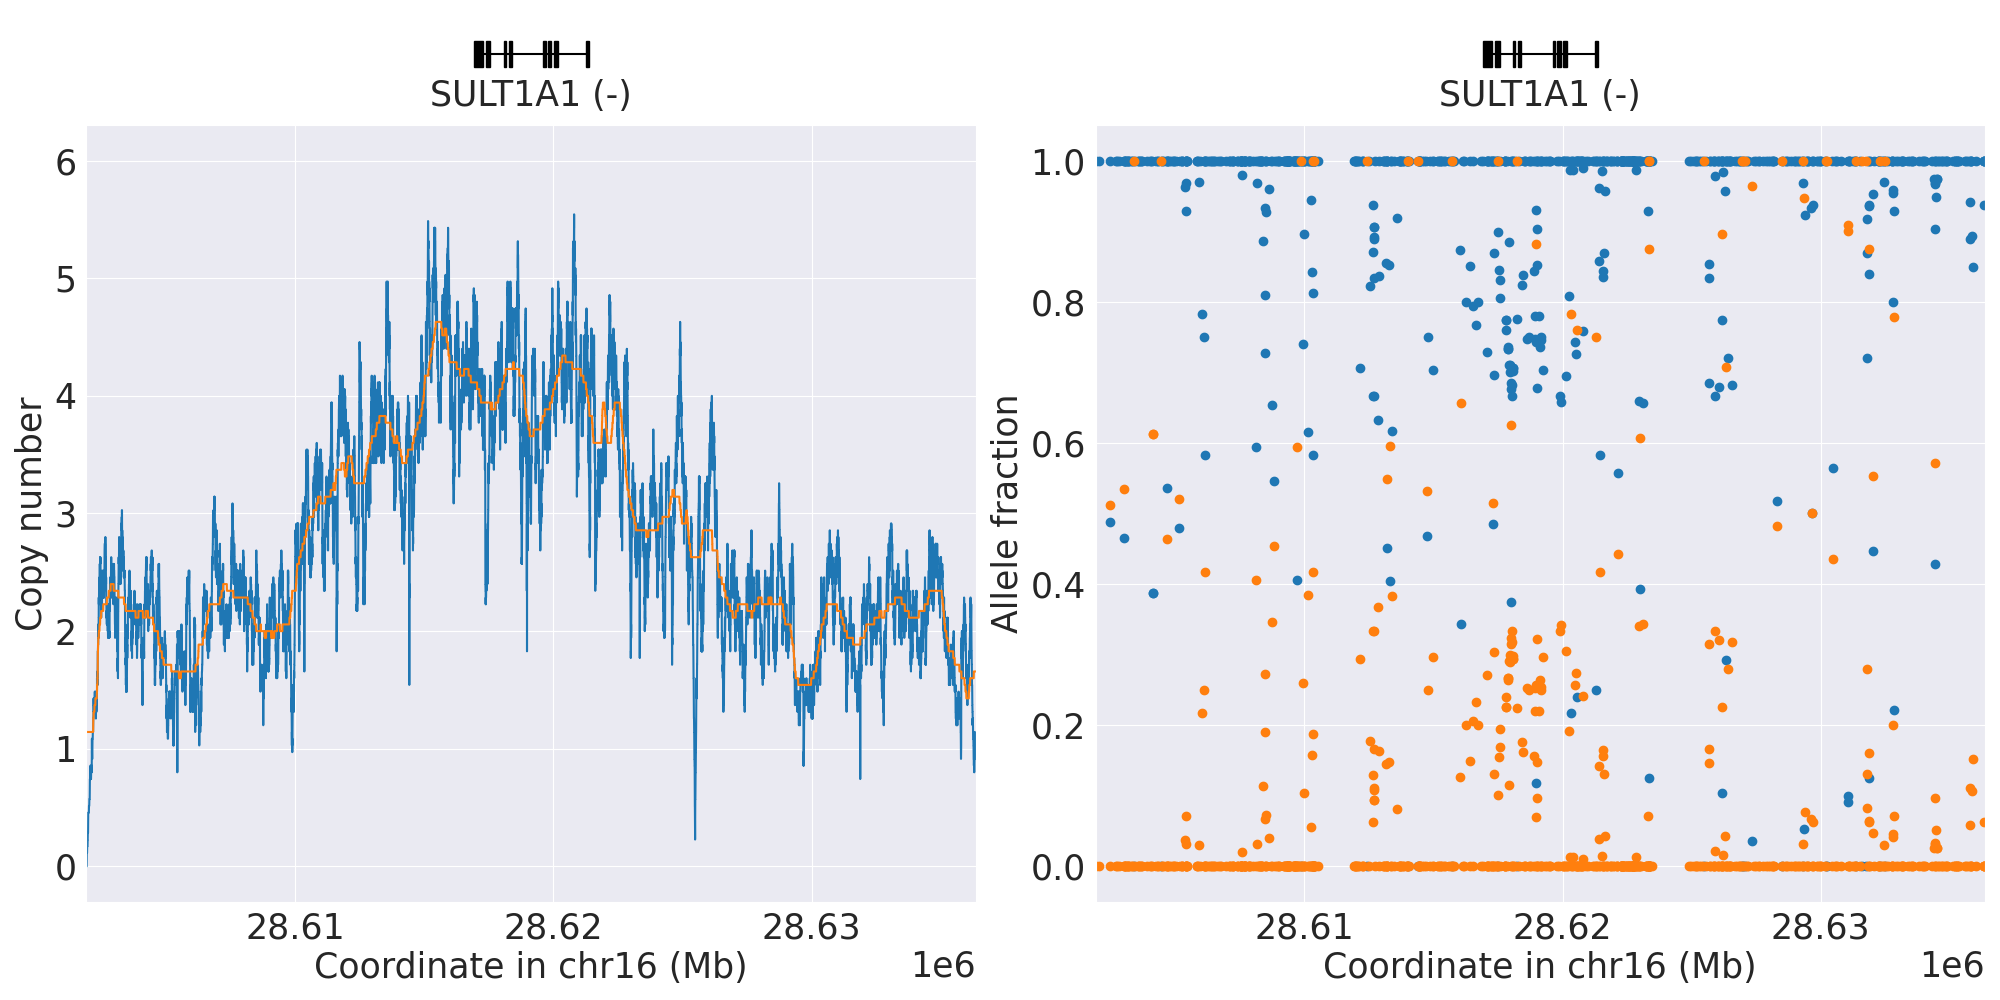 SULT1A1 (-)
6
5
4
3
2
1
0
Copy number
28.61
28.62
28.63
Coordinate in chr16 (Mb)
1e6
SULT1A1 (-)
1.0
0.8
0.6
0.4
0.2
0.0
Allele fraction
28.61
28.62
28.63
Coordinate in chr16 (Mb)
1e6